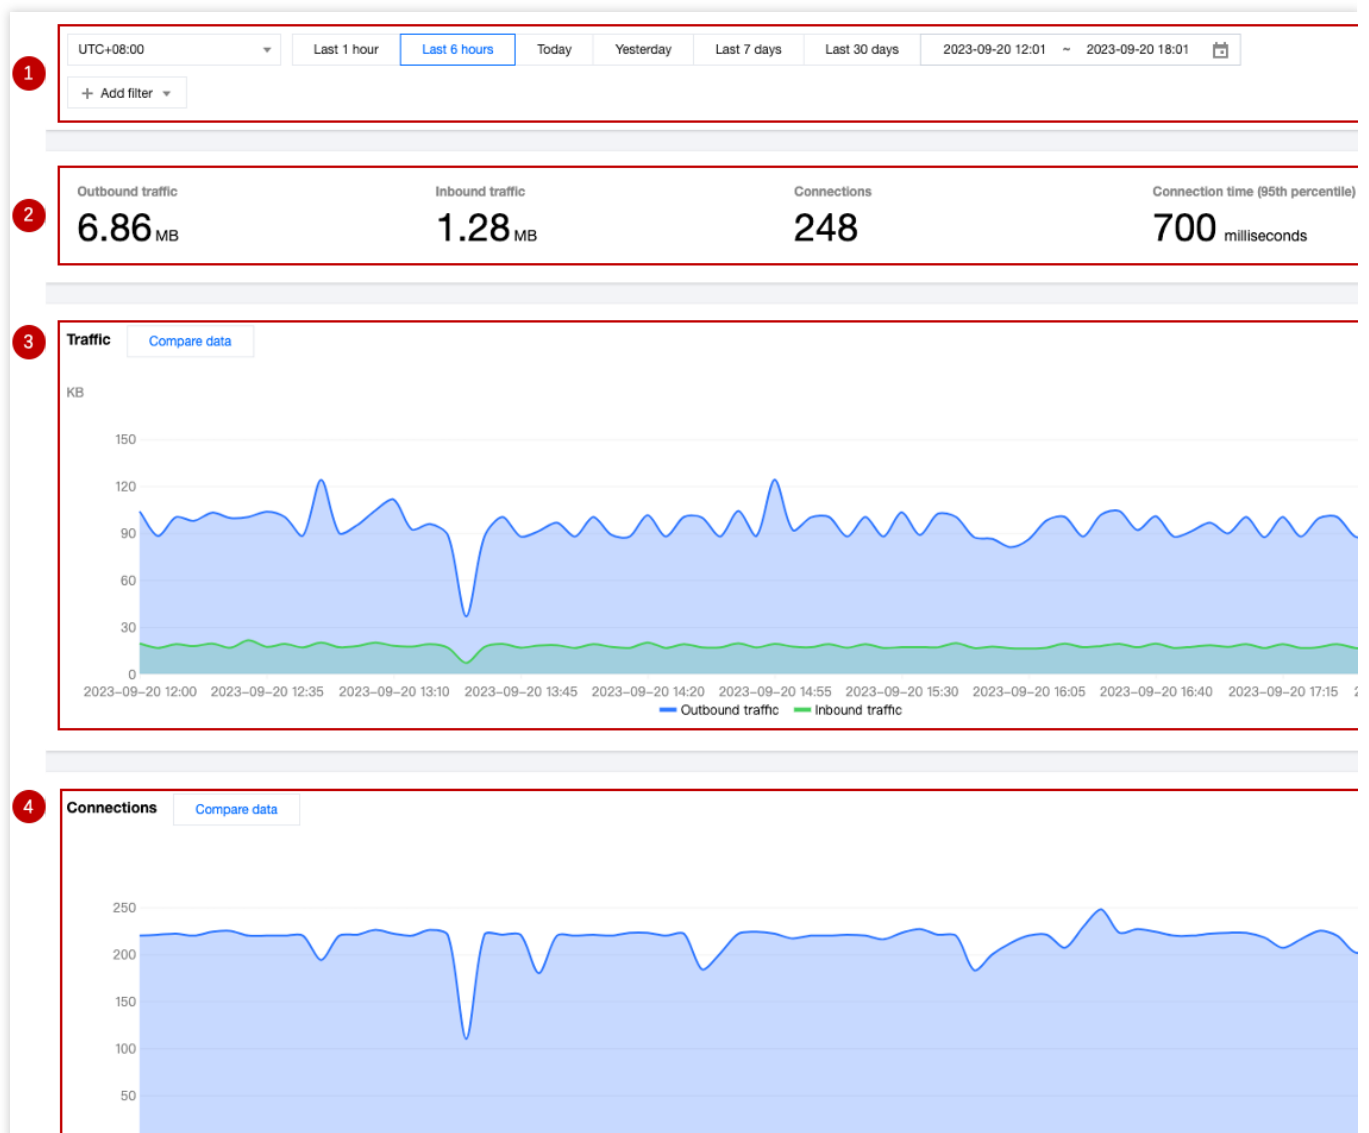 UTC+08:00 Last 1 hour Last 6 hours Today Yesterday Last 7 days Last 30 days 2023-09-20 12:01 ~ 2023-09-20 18:01
1
+ Add filter
Outbound traffic Inbound traffic Connections Connection time (95th percentile)
2
6.86 MB 1.28 MB 248 700 milliseconds
3
Traffic Compare data
KB
150
120
90
60
30
0
2023-09-20 12:00 2023-09-20 12:35 2023-09-20 13:10 2023-09-20 13:45 2023-09-20 14:20 2023-09-20 14:55 2023-09-20 15:30 2023-09-20 16:05 2023-09-20 16:40 2023-09-20 17:15
Outbound traffic Inbound traffic
4
Connections Compare data
250
200
150
100
50